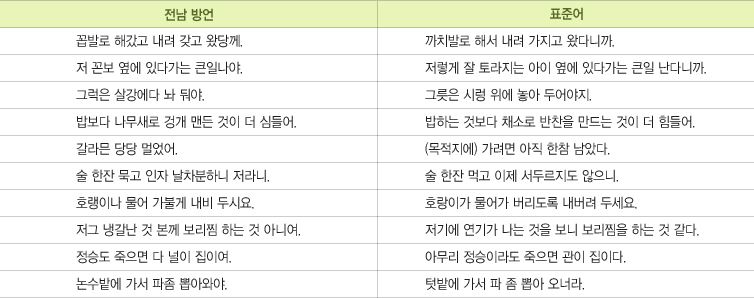 전남 방언 표준어
꼽발로 해갔고 내려 갖고 왔당께. 까치발로 해서 내려 가지고 왔다니까.
저 꼰보 옆에 있다가는 큰일나야. 저렇게 잘 토라지는 아이 옆에 있다가는 큰일 난다니까.
그럭은 살강에다 놔 둬야. 그릇은 시렁 위에 놓아 두어야지.
밥보다 나무새로 겅개 맨든 것이 더 심들어. 밥하는 것보다 채소로 반찬을 만드는 것이 더 힘들어.
갈라믄 당당 멀었어. (목적지에) 가려면 아직 한참 남았다.
술 한잔 묵고 인자 날차분하니 저라니. 술 한잔 먹고 이제 서두르지도 않으니.
호랭이나 물어 가불게 내비 두시요. 호랑이가 물어가 버리도록 내버려 두세요.
저그 냉갈난 것 본께 보리찜 하는 것 아니여. 저기에 연기가 나는 것을 보니 보리찜을 하는 것 같다.
정승도 죽으면 다 널이 집이여. 아무리 정승이라도 죽으면 관이 집이다.
논수밭에 가서 파좀 뽑아와야. 텃밭에 가서 파 좀 뽑아 오너라.